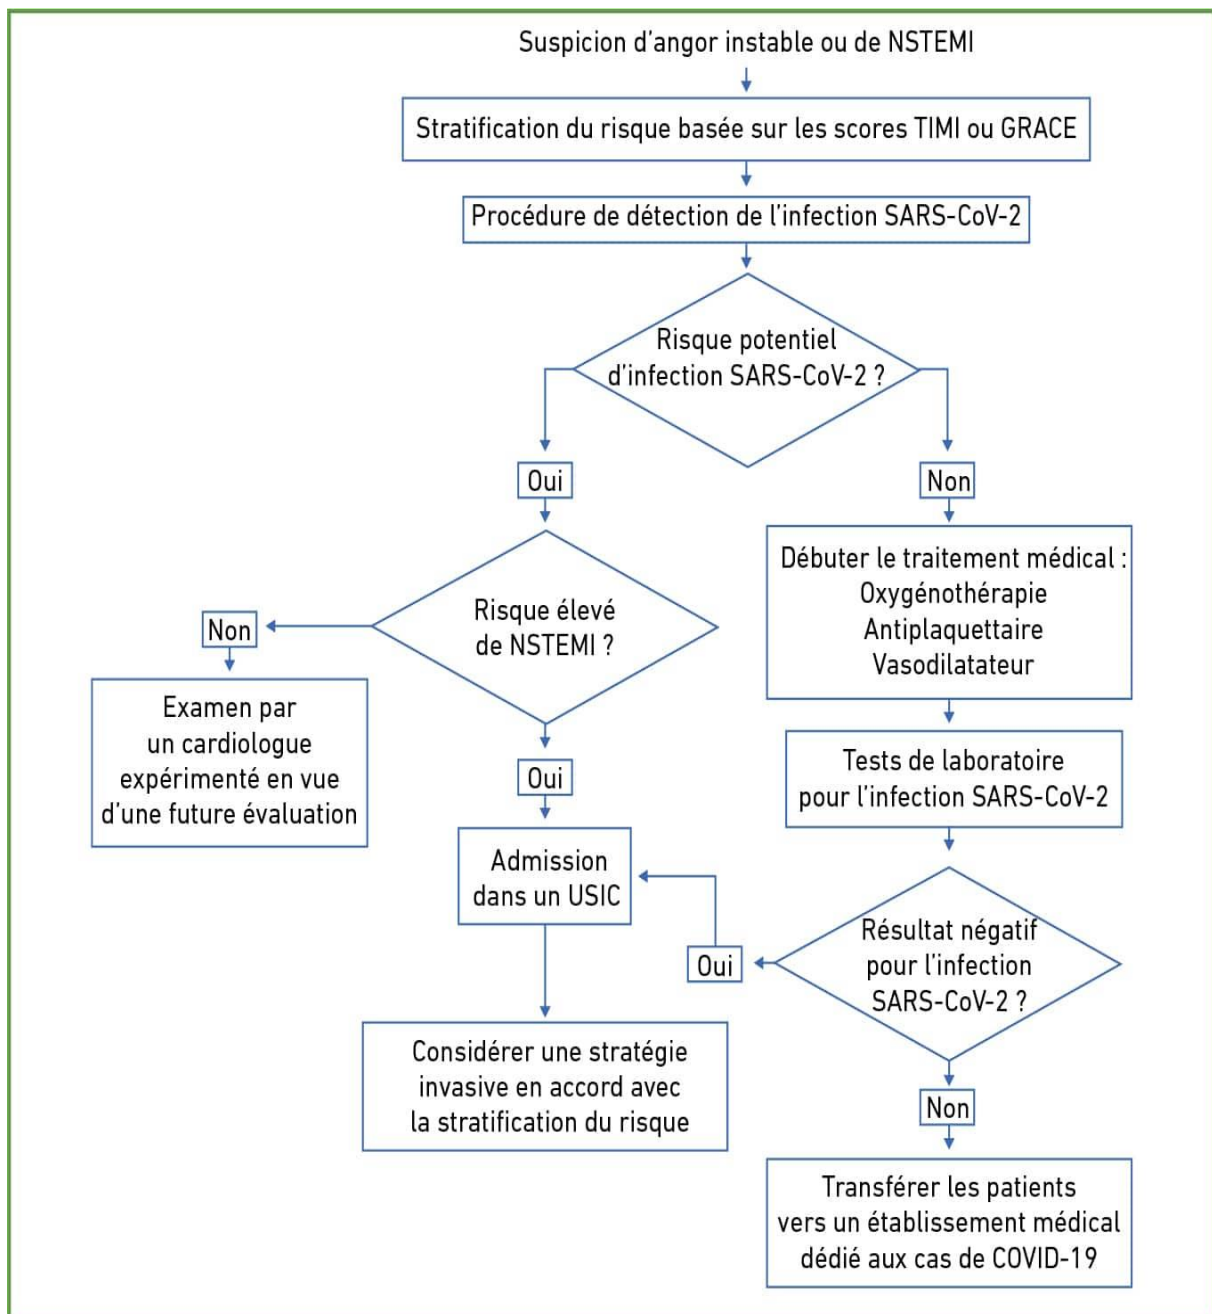 Suspicion d'angor instable ou de NSTEMI
Stratification du risque basée sur les scores TIMI ou GRACE
Procédure de détection de l'infection SARS-CoV-2
Risque potentiel
d'infection SARS-CoV-2 ?
Oui
Non
Risque élevé
de NSTEMI ?
Non
Examen par
un cardiologue
expérimenté en vue
d'une future évaluation
Oui
Admission
dans un USIC
Considérer une stratégie
invasive en accord avec
la stratification du risque
Débuter le traitement médical :
Oxygénothérapie
Antiplaquettaire
Vasodilatateur
Tests de laboratoire
pour l'infection SARS-CoV-2
Résultat négatif
pour l'infection
SARS-CoV-2 ?
Oui
Non
Transférer les patients
vers un établissement médical
dédié aux cas de COVID-19